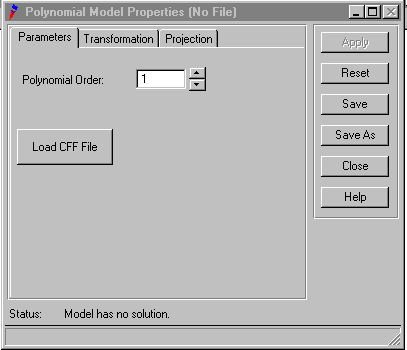 Polynomial Model Properties (No File)
Parameters Transformation Projection
Polynomial Order: 1
Load CFF File
Apply
Reset
Save
Save As
Close
Help
Status: Model has no solution.